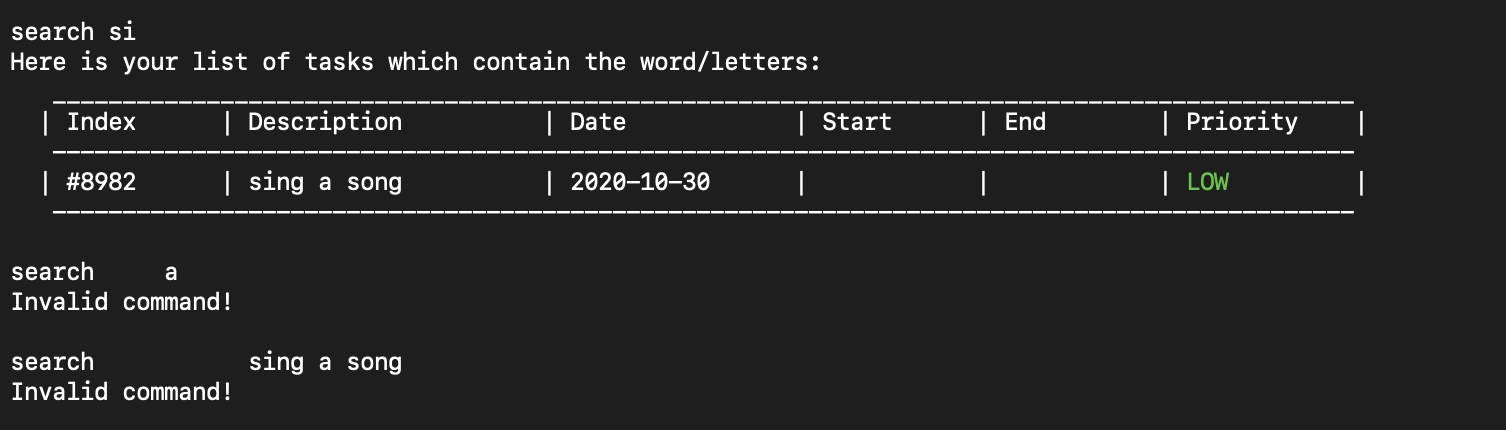 search si
Here is your list of tasks which contain the word/letters:
| Index | Description | Date | Start | End | Priority |
| #8982 | sing a song | 2020-10-30 | | | LOW |
search     a
Invalid command!
search           sing a song
Invalid command!